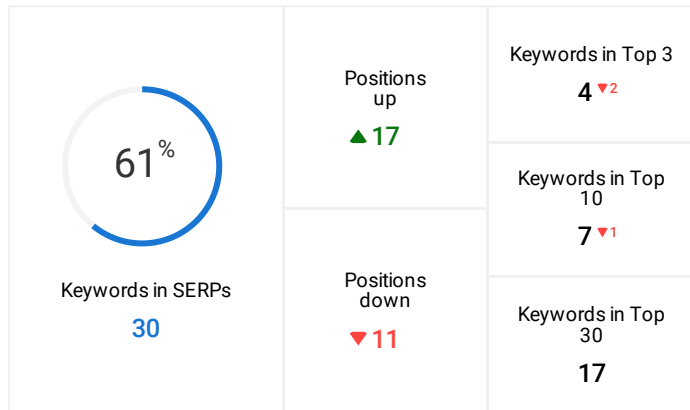 61%
Keywords in SERPs
30
Positions
up
▲17
Positions
down
▼11
Keywords in Top 3
4 ▼2
Keywords in Top
10
7 ▼1
Keywords in Top
30
17